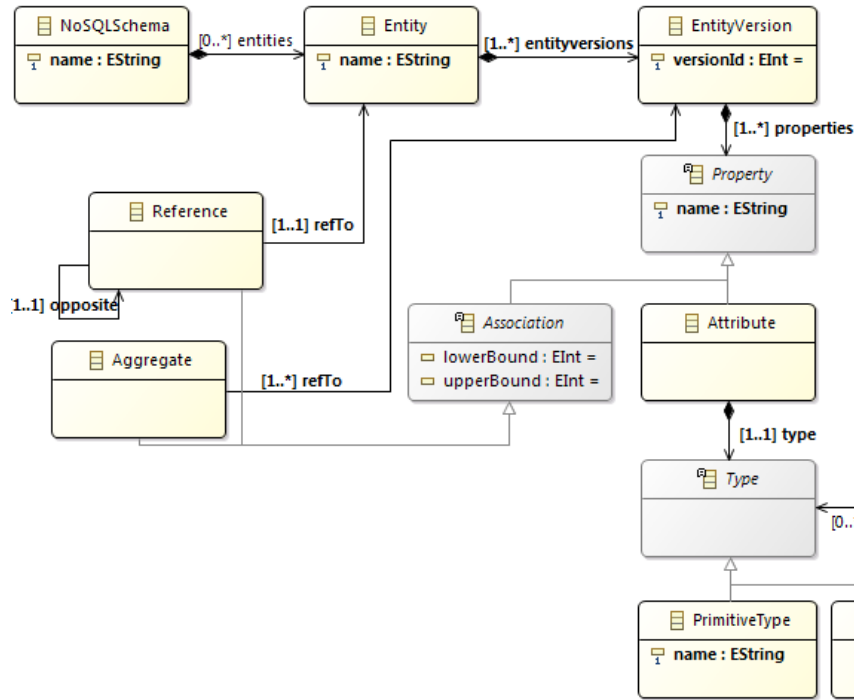 NoSQLSchema
name : EString
[0..*] entities
Entity
name : EString
[1..*] entityversions
EntityVersion
versionId : EInt =
[1..*] properties
Property
name : EString
Reference
[1..1] refTo
1..1] opposite
Association
lowerBound : EInt =
upperBound : EInt =
Attribute
Aggregate
[1..*] refTo
[1..1] type
Type
[0..
PrimitiveType
name : EString